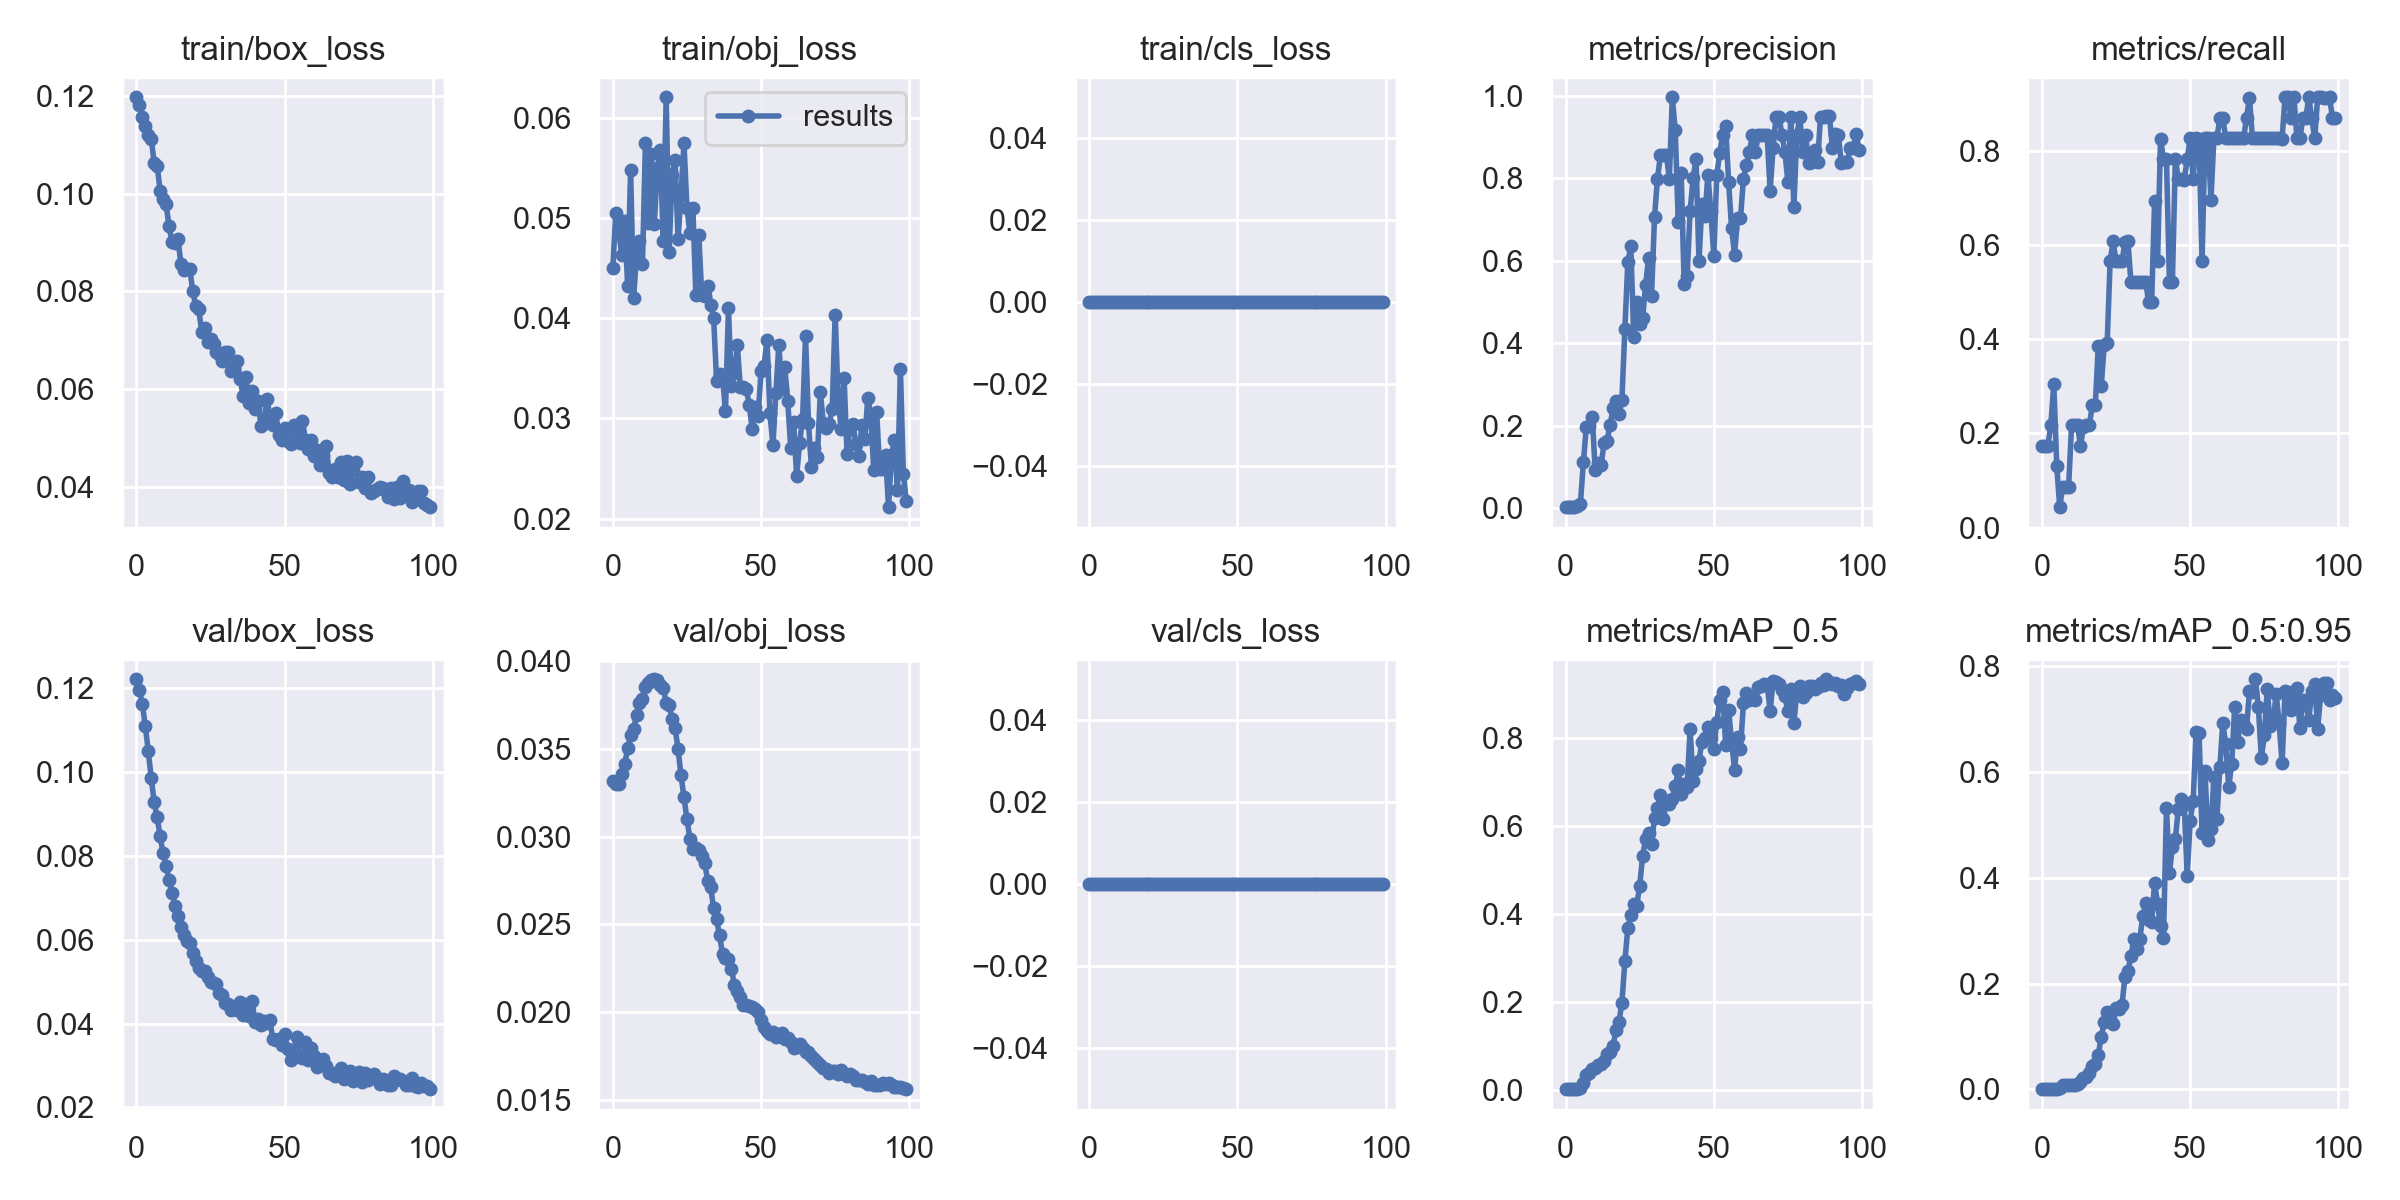 train/box_loss
0.12
0.10
0.08
0.06
0.04
0 50 100
train/obj_loss
results
0.06
0.05
0.04
0.03
0.02
0 50 100
train/cls_loss
0.04
0.02
0.00
−0.02
−0.04
0 50 100
metrics/precision
1.0
0.8
0.6
0.4
0.2
0.0
0 50 100
metrics/recall
0.8
0.6
0.4
0.2
0.0
0 50 100
val/box_loss
0.12
0.10
0.08
0.06
0.04
0.02
0 50 100
val/obj_loss
0.040
0.035
0.030
0.025
0.020
0.015
0 50 100
val/cls_loss
0.04
0.02
0.00
−0.02
−0.04
0 50 100
metrics/mAP_0.5
0.8
0.6
0.4
0.2
0.0
0 50 100
metrics/mAP_0.5:0.95
0.8
0.6
0.4
0.2
0.0
0 50 100